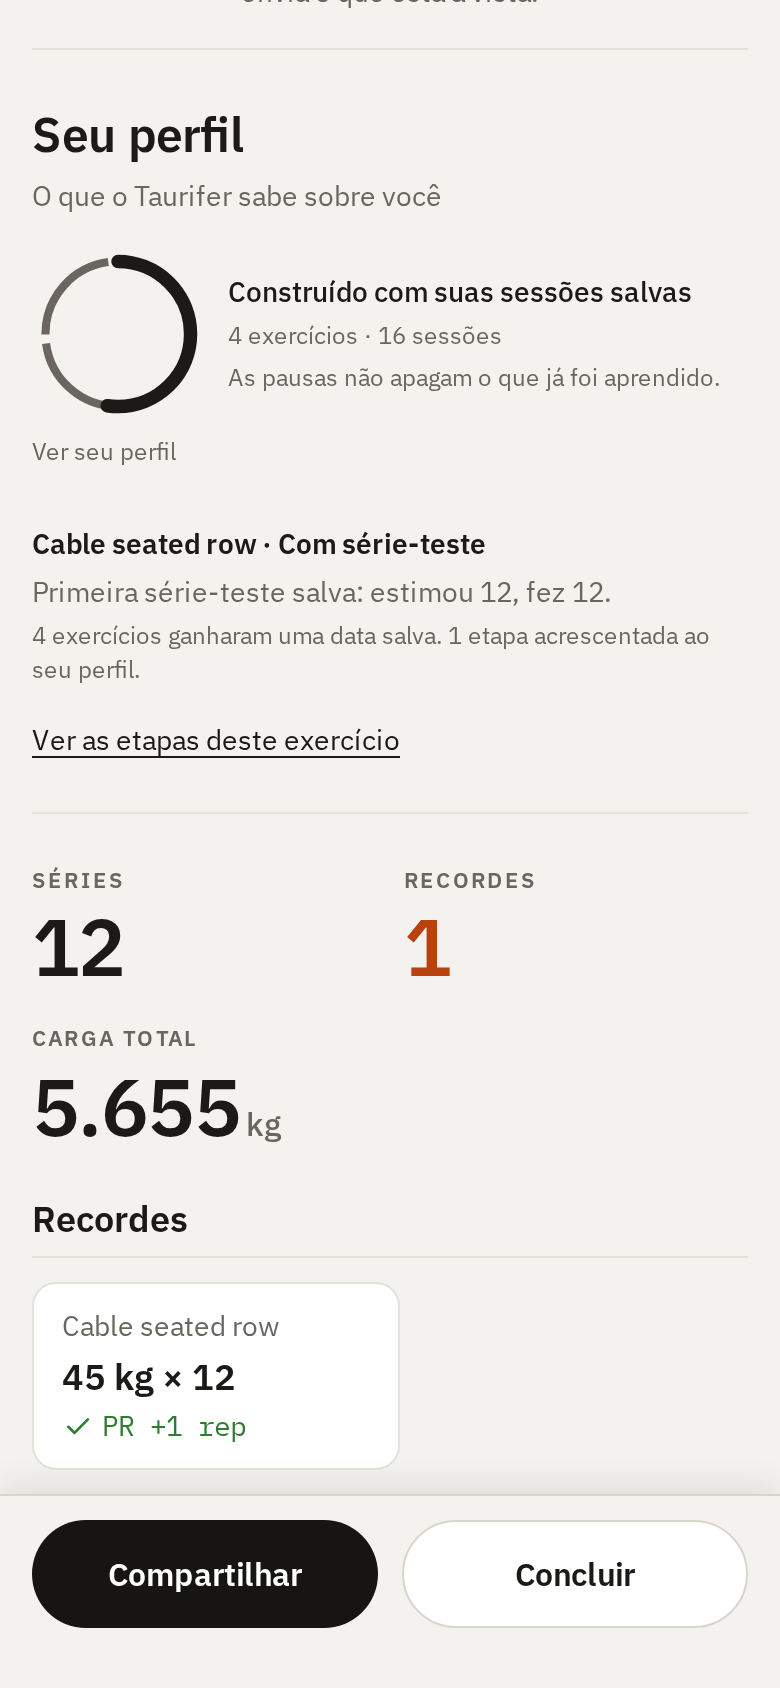 Seu perfil
O que o Taurifer sabe sobre você
Construído com suas sessões salvas
4 exercícios · 16 sessões
As pausas não apagam o que já foi aprendido.
Ver seu perfil
Cable seated row · Com série-teste
Primeira série-teste salva: estimou 12, fez 12.
4 exercícios ganharam uma data salva. 1 etapa acrescentada ao
seu perfil.
Ver as etapas deste exercício
SÉRIES
12
RECORDES
1
CARGA TOTAL
5.655 kg
Recordes
Cable seated row
45 kg × 12
✓ PR +1 rep
Compartilhar
Concluir